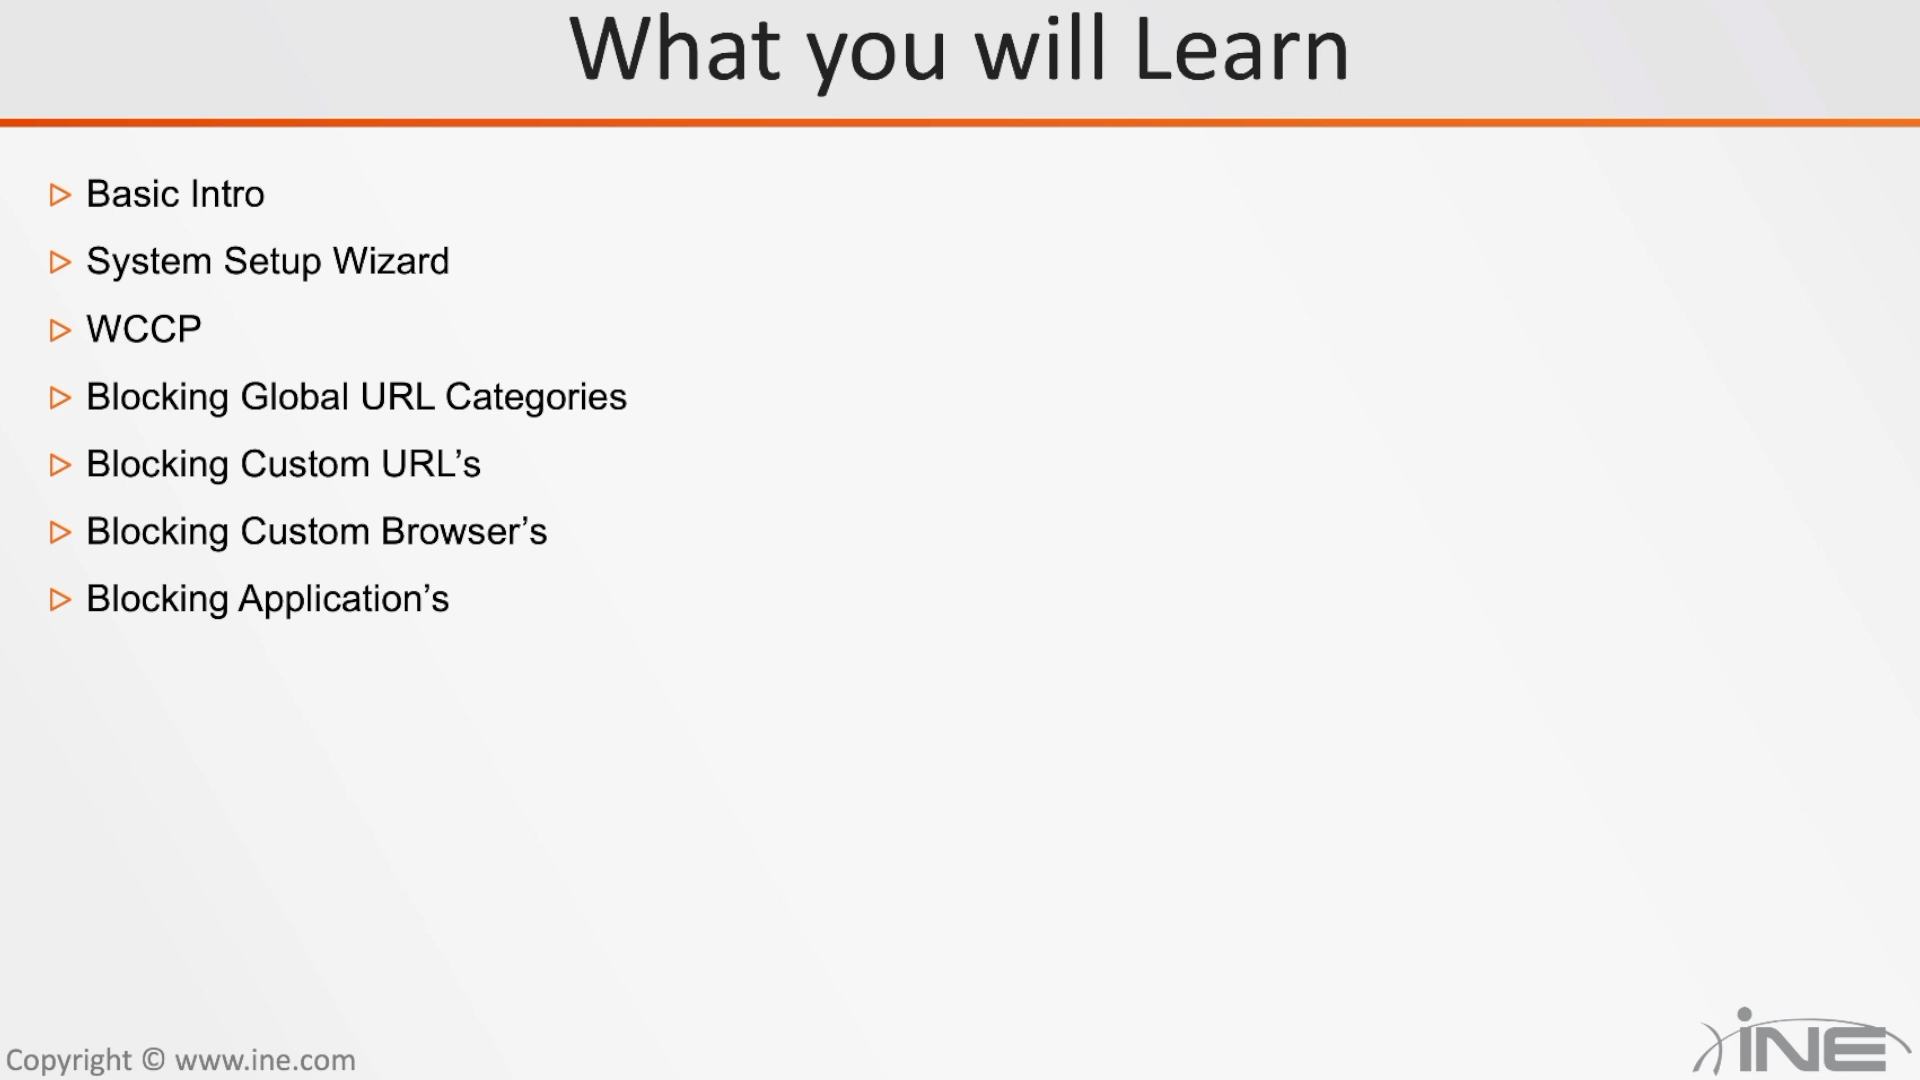 What you will Learn
Basic Intro
System Setup Wizard
WCCP
Blocking Global URL Categories
Blocking Custom URL’s
Blocking Custom Browser’s
Blocking Application’s
Copyright © www.ine.com
iNE